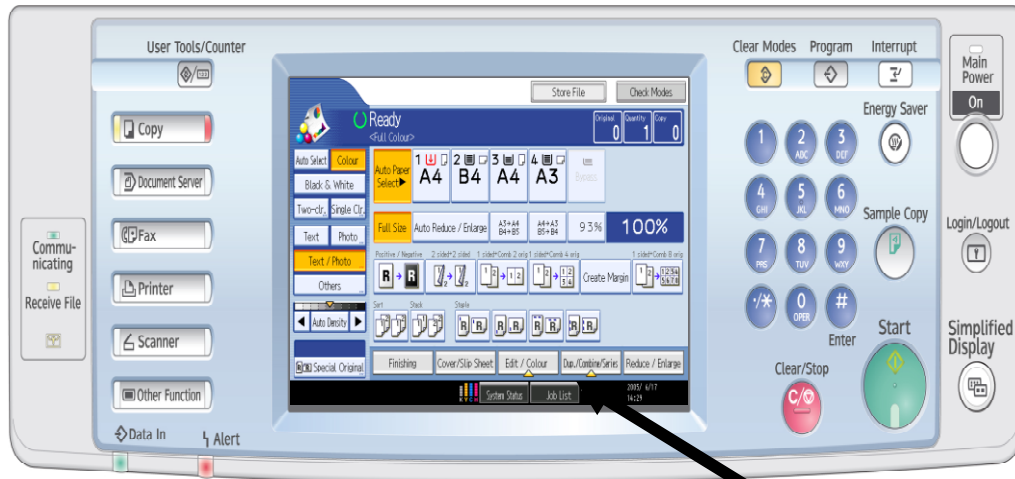 User Tools/Counter
Clear Modes Program Interrupt
Main
Power
On
Energy Saver
Copy
Document Server
Fax
Printer
Scanner
Other Function
Commu-
nicating
Receive File
Data In
Alert
Store File Check Modes
Ready
<Full Colour>
Original 0 Quantity 1 Copy 0
Auto Select Colour
Black & White
Two-clr. Single Clr.
Text Photo
Text / Photo
Others
Auto Density
Special Original
Auto Paper
Select▶
1 A4 2 B4 3 A4 4 A3
Bypass
Full Size Auto Reduce / Enlarge A3→A4 B4→B5 A4→A3 B5→B4 93% 100%
Positive / Negative 2 sided→2 sided 1 sided→Comb 2 orig 1 sided→Comb 4 orig 1 sided→Comb 8 orig
Create Margin
Sort Stack Staple
Finishing Cover/Slip Sheet Edit / Colour Dup./Combine/Series Reduce / Enlarge
System Status Job List
2005/ 6/17
14:29
1 2 ABC 3 DEF
4 GHI 5 JKL 6 MNO
7 PRS 8 TUV 9 WXY
·/✱ 0 OPER #
Enter
Sample Copy
Login/Logout
Clear/Stop
C/
Start
Simplified
Display